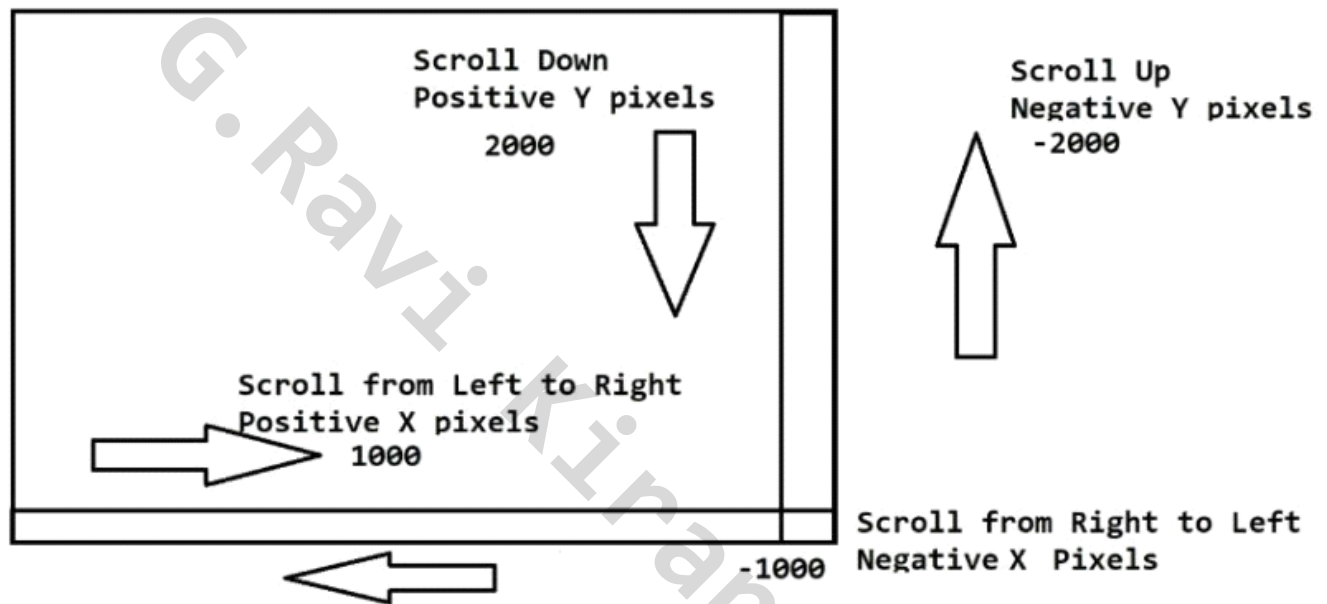 Scroll Down
Positive Y pixels
2000
Scroll Up
Negative Y pixels
-2000
Scroll from Left to Right
Positive X pixels
1000
Scroll from Right to Left
Negative X Pixels
-1000
G.Ravi Kiran